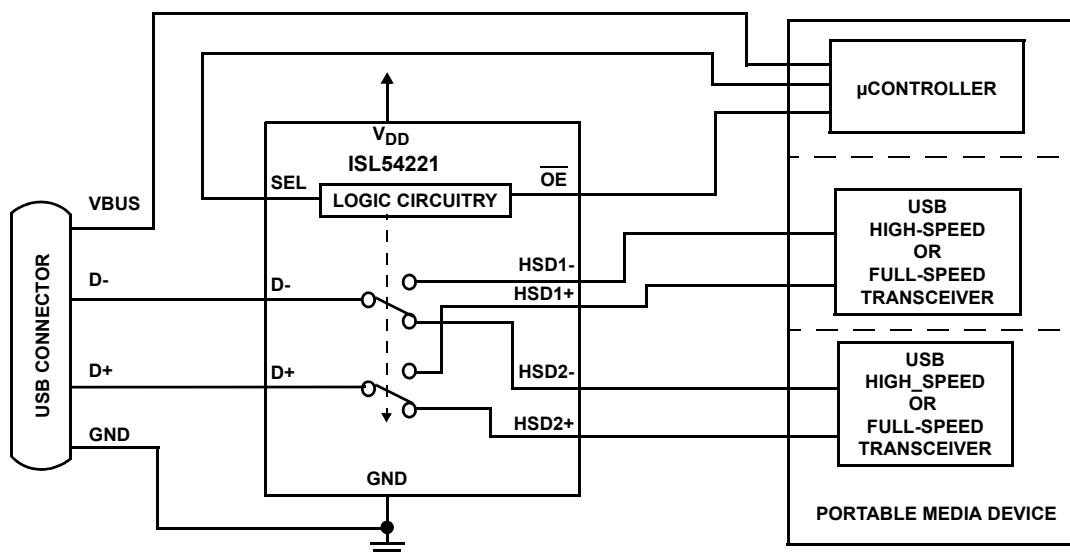 µCONTROLLER
VDD
ISL54221
SEL
OE
LOGIC CIRCUITRY
VBUS
USB
HIGH-SPEED
OR
FULL-SPEED
TRANSCEIVER
HSD1-
D-
D-
HSD1+
USB CONNECTOR
USB
HIGH_SPEED
OR
FULL-SPEED
TRANSCEIVER
D+
D+
HSD2-
HSD2+
GND
GND
PORTABLE MEDIA DEVICE